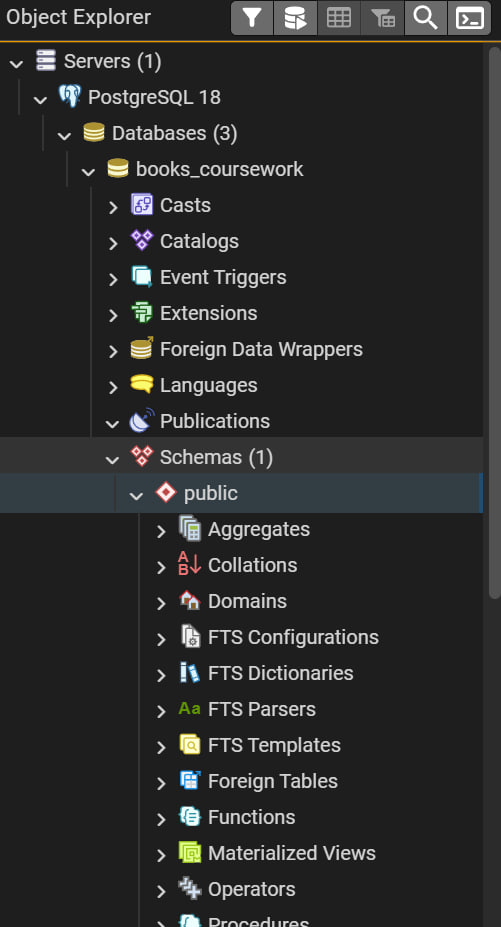 Object Explorer
Servers (1)
PostgreSQL 18
Databases (3)
books_coursework
Casts
Catalogs
Event Triggers
Extensions
Foreign Data Wrappers
Languages
Publications
Schemas (1)
public
Aggregates
Collations
Domains
FTS Configurations
FTS Dictionaries
Aa FTS Parsers
FTS Templates
Foreign Tables
Functions
Materialized Views
Operators
Procedures